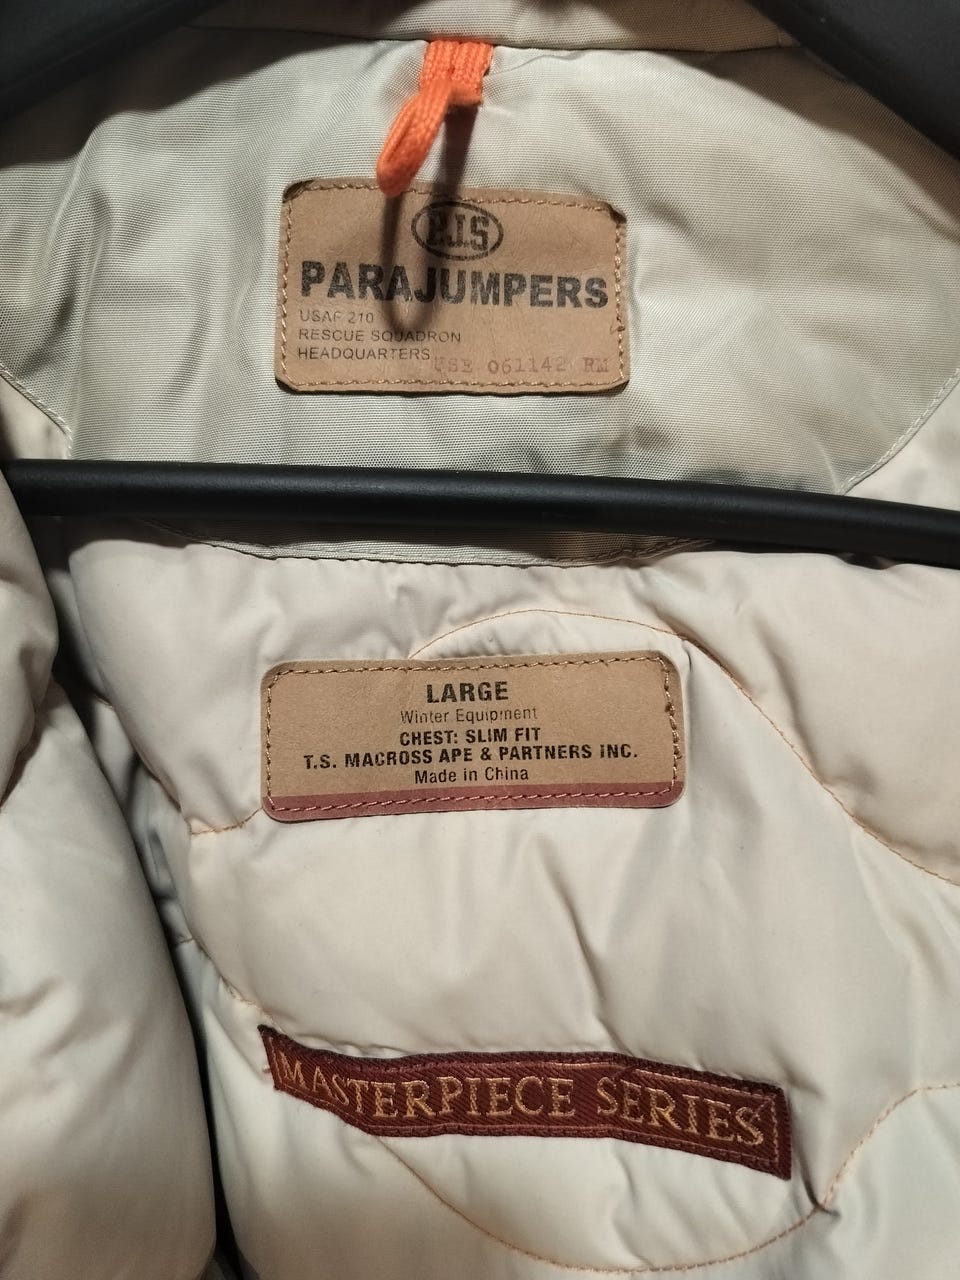 P.J.S
PARAJUMPERS
USAF 210
RESCUE SQUADRON
HEADQUARTERS
USE 061142 RM
LARGE
Winter Equipment
CHEST: SLIM FIT
T.S. MACROSS APE & PARTNERS INC.
Made in China
MASTERPIECE SERIES